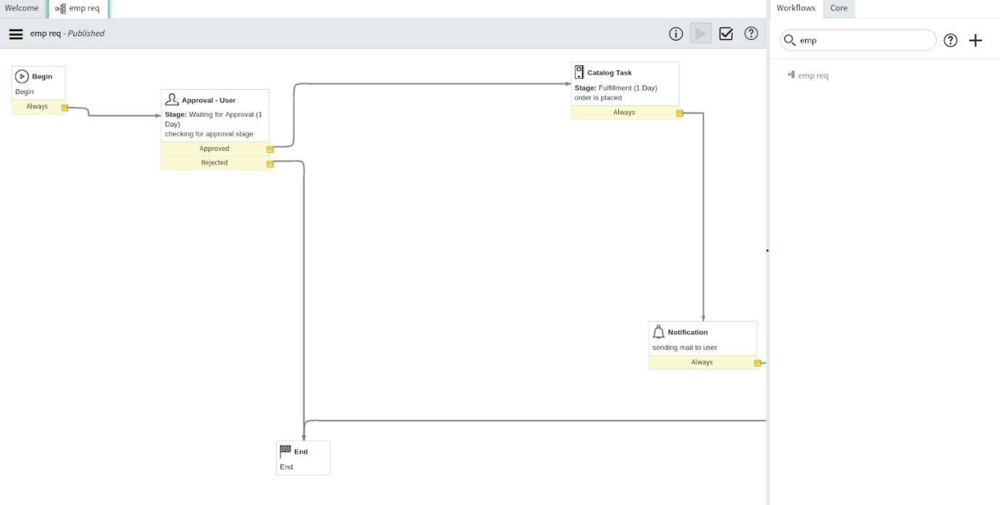 Welcome
emp req
Workflows
Core
emp req - Published
emp
emp req
Begin
Begin
Always
Approval - User
Stage: Waiting for Approval (1
Day)
checking for approval stage
Approved
Rejected
Catalog Task
Stage: Fulfillment (1 Day)
order is placed
Always
Notification
sending mail to user
Always
End
End